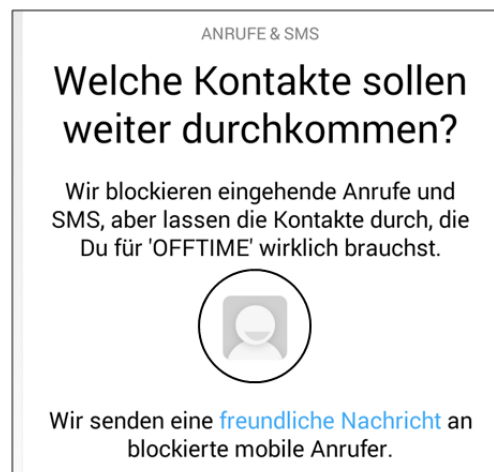 ANRUFE & SMS
Welche Kontakte sollen
weiter durchkommen?
Wir blockieren eingehende Anrufe und
SMS, aber lassen die Kontakte durch, die
Du für 'OFFTIME' wirklich brauchst.
Wir senden eine freundliche Nachricht an
blockierte mobile Anrufer.